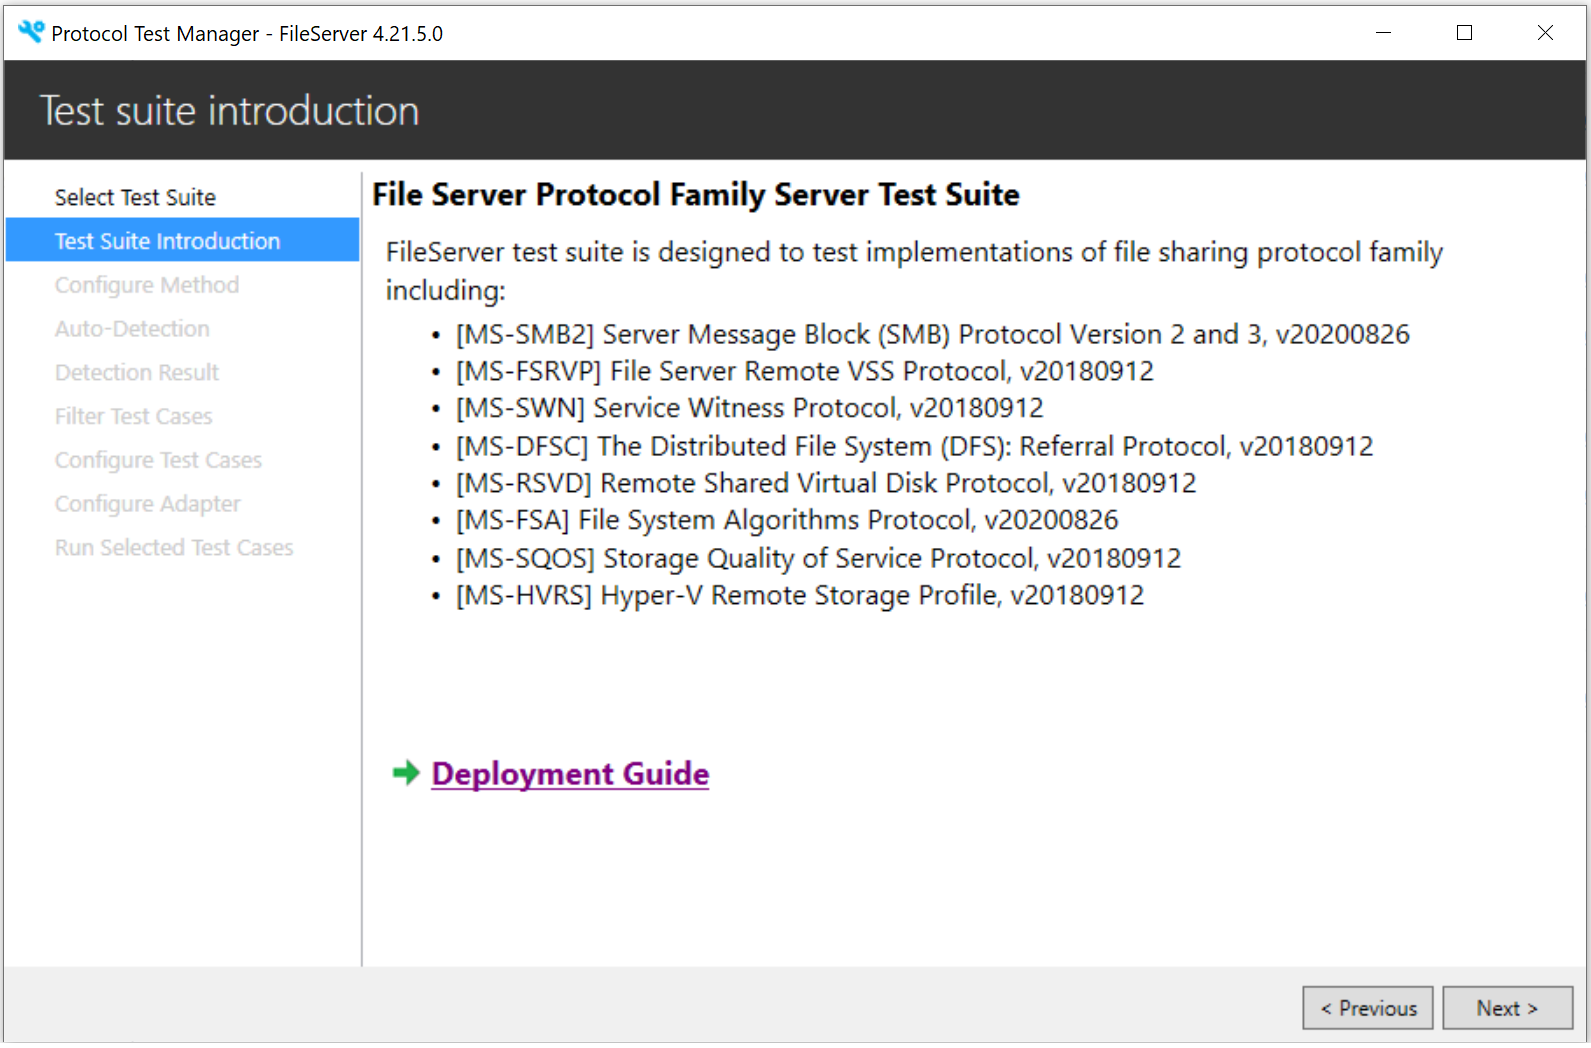 Protocol Test Manager - FileServer 4.21.5.0
Test suite introduction
Select Test Suite
Test Suite Introduction
Configure Method
Auto-Detection
Detection Result
Filter Test Cases
Configure Test Cases
Configure Adapter
Run Selected Test Cases
File Server Protocol Family Server Test Suite
FileServer test suite is designed to test implementations of file sharing protocol family
including:
• [MS-SMB2] Server Message Block (SMB) Protocol Version 2 and 3, v20200826
• [MS-FSRVP] File Server Remote VSS Protocol, v20180912
• [MS-SWN] Service Witness Protocol, v20180912
• [MS-DFSC] The Distributed File System (DFS): Referral Protocol, v20180912
• [MS-RSVD] Remote Shared Virtual Disk Protocol, v20180912
• [MS-FSA] File System Algorithms Protocol, v20200826
• [MS-SQOS] Storage Quality of Service Protocol, v20180912
• [MS-HVRS] Hyper-V Remote Storage Profile, v20180912
Deployment Guide
< Previous
Next >